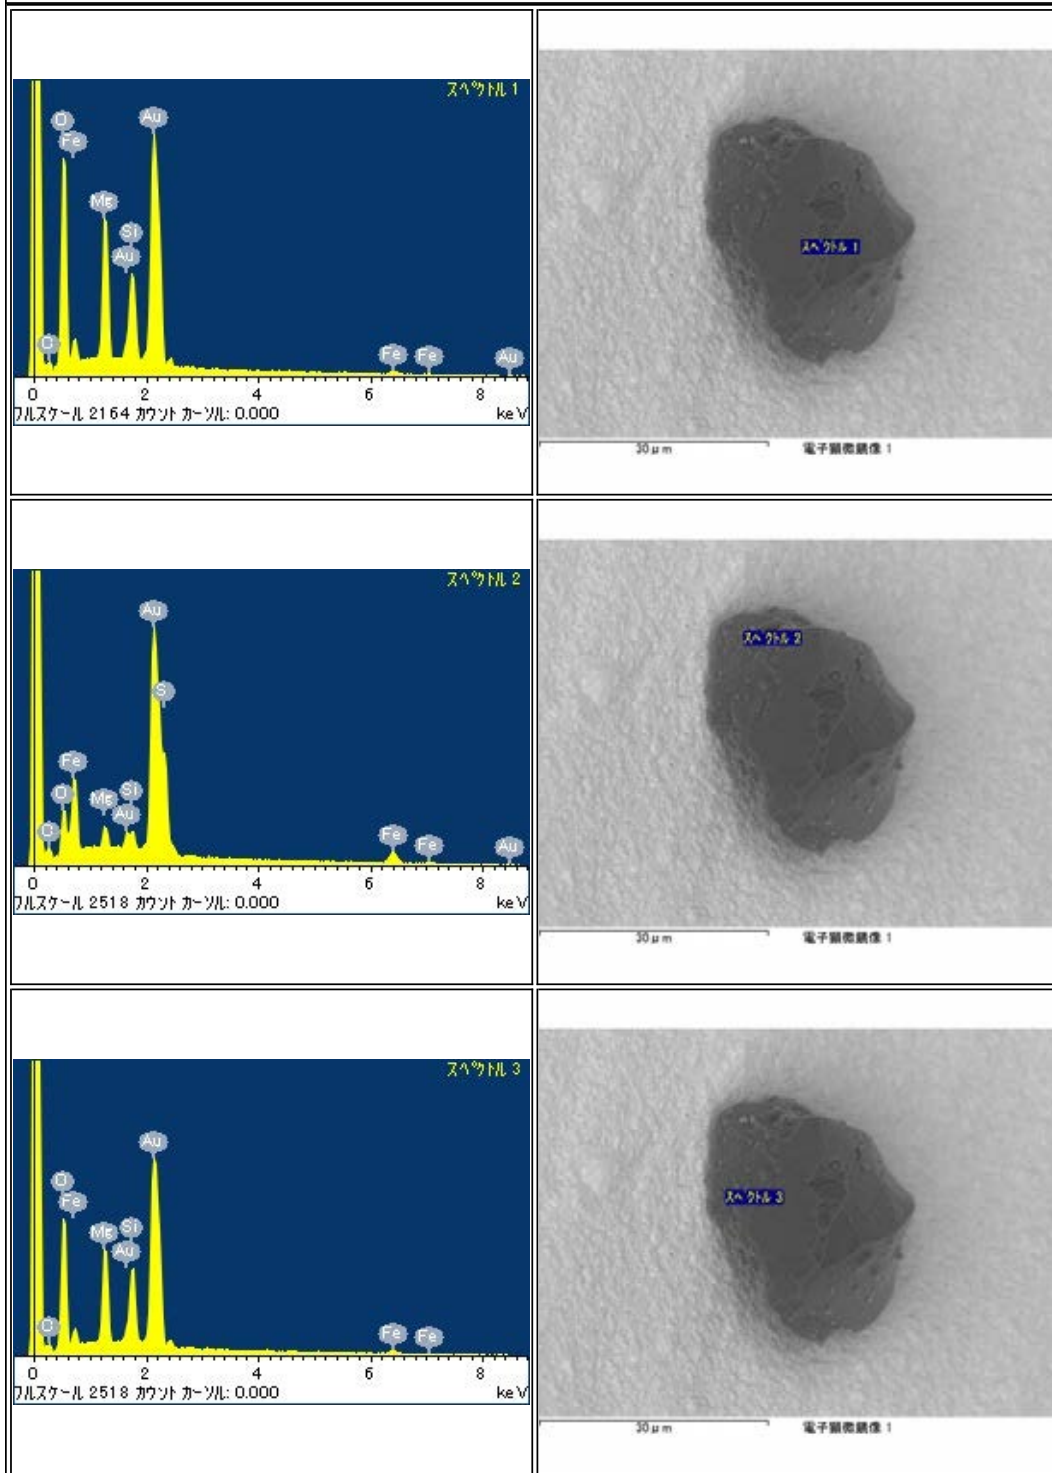 スペクトル 1
O
Fe
Au
Mg
Si
Au
C
Fe
Fe
Au
0 2 4 6 8
フルスケール 2164 カウント カーソル: 0.000 keV
スペクトル 1
30μm 電子顕微鏡像 1
スペクトル 2
Au
S
Fe
O
Mg
Si
Au
C
Fe
Fe
Au
0 2 4 6 8
フルスケール 2518 カウント カーソル: 0.000 keV
スペクトル 2
30μm 電子顕微鏡像 1
スペクトル 3
Au
O
Fe
Mg
Si
Au
C
Fe
Fe
0 2 4 6 8
フルスケール 2518 カウント カーソル: 0.000 keV
スペクトル 3
30μm 電子顕微鏡像 1